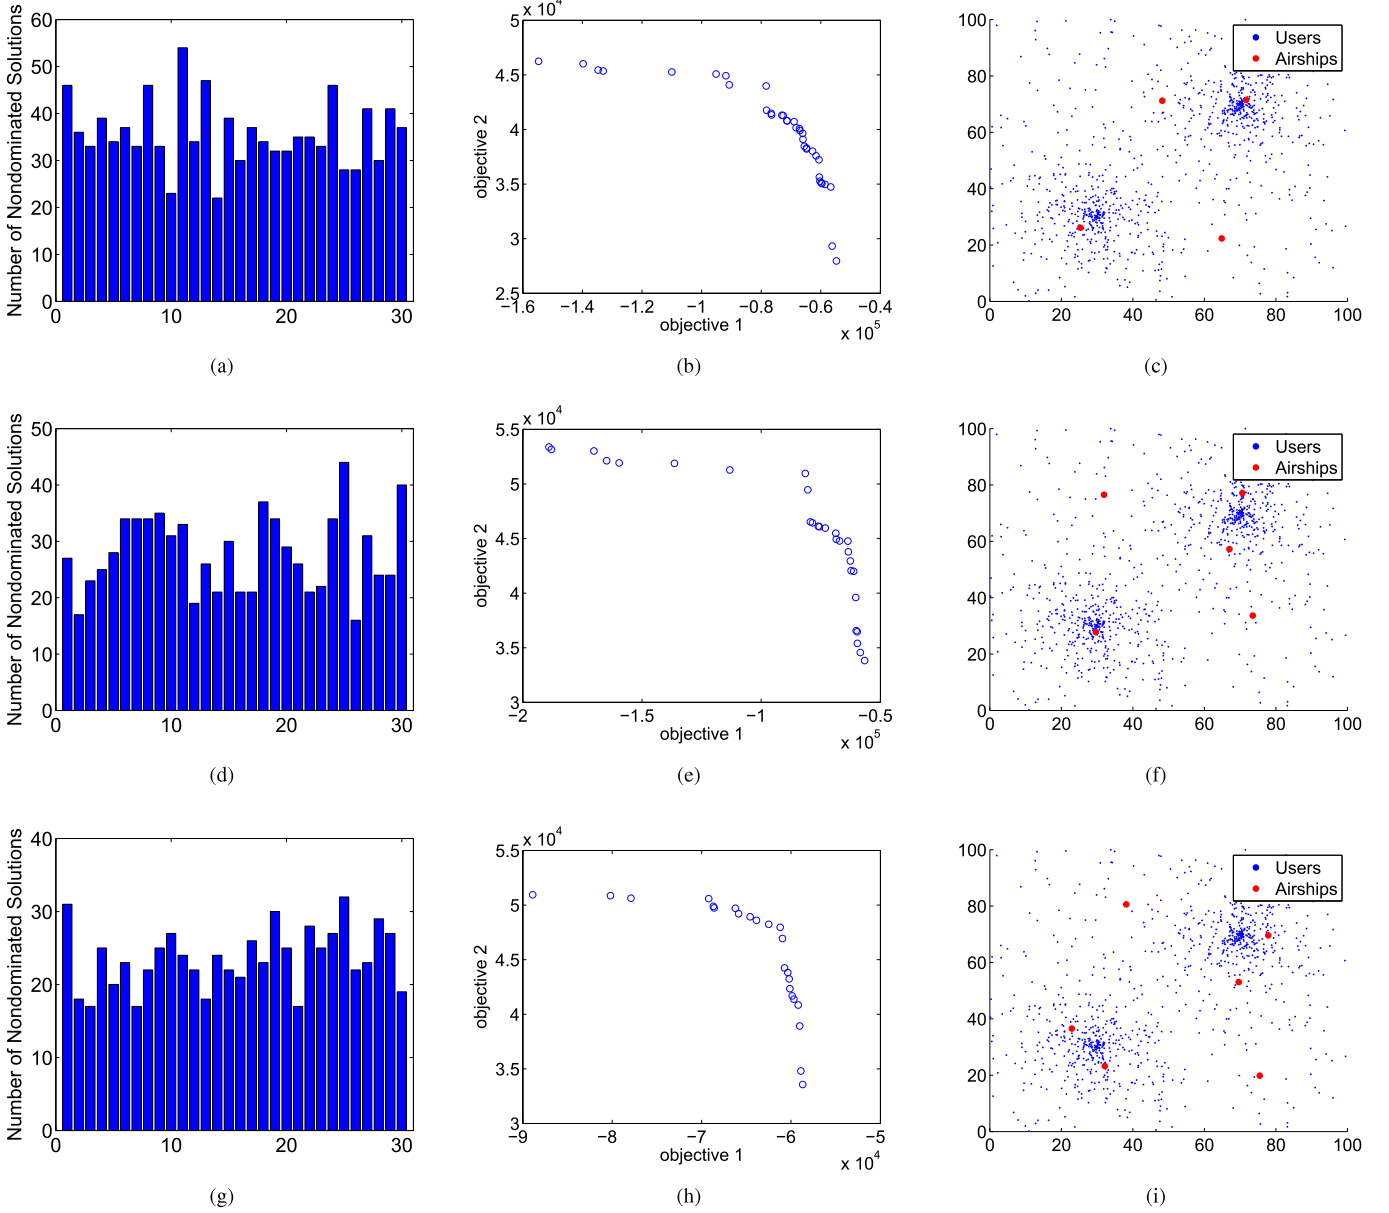 Number of Nondominated Solutions
60
50
40
30
20
10
0
0 10 20 30
(a)
x 10^4
5
4.5
4
3.5
3
2.5
objective 2
−1.6 −1.4 −1.2 −1 −0.8 −0.6 −0.4
objective 1
x 10^5
(b)
100
80
60
40
20
0
0 20 40 60 80 100
Users
Airships
(c)
Number of Nondominated Solutions
50
40
30
20
10
0
0 10 20 30
(d)
x 10^4
5.5
5
4.5
4
3.5
3
objective 2
−2 −1.5 −1 −0.5
objective 1
x 10^5
(e)
100
80
60
40
20
0
0 20 40 60 80 100
Users
Airships
(f)
Number of Nondominated Solutions
40
30
20
10
0
0 10 20 30
(g)
x 10^4
5.5
5
4.5
4
3.5
3
objective 2
−9 −8 −7 −6 −5
objective 1
x 10^4
(h)
100
80
60
40
20
0
0 20 40 60 80 100
Users
Airships
(i)